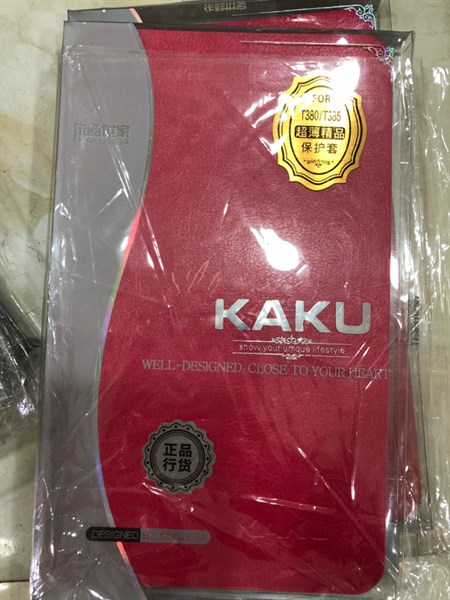 FOR
T380/T385
超薄精品
保护套
KAKU
show your unique lifestyle
WELL-DESIGNED, CLOSE TO YOUR HEART
正品
行货
DESIGNED